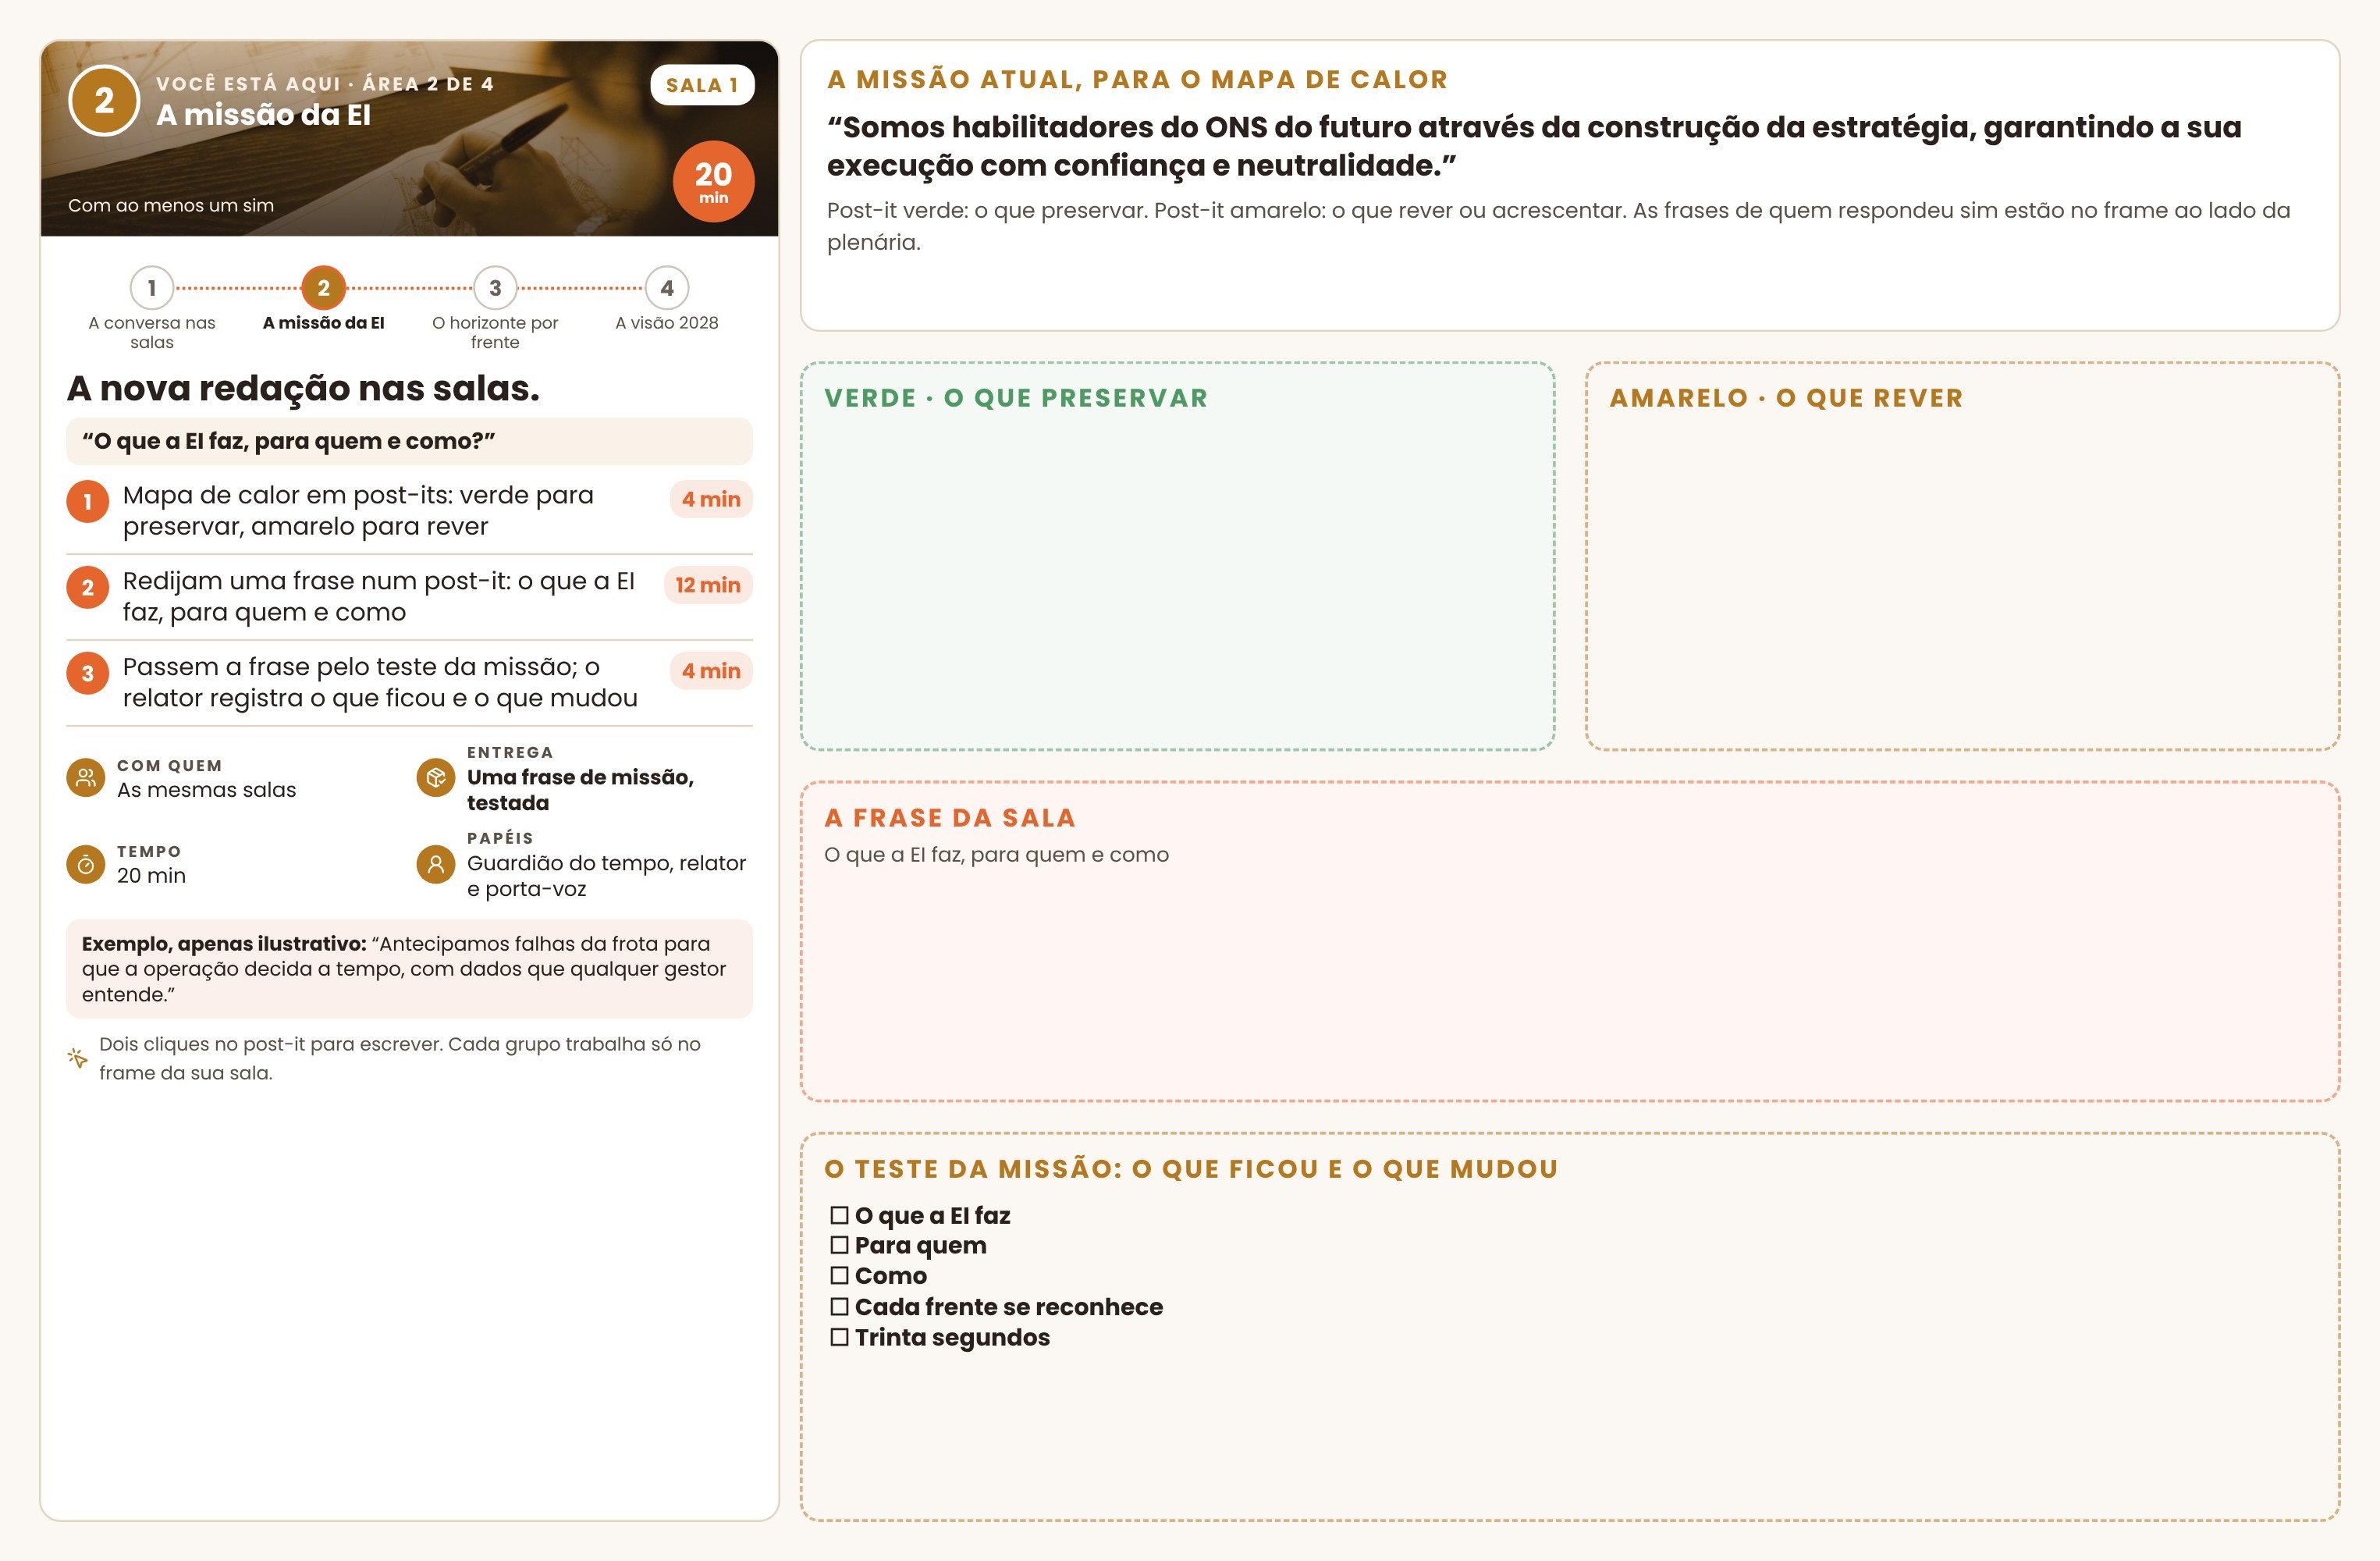 2
VOCÊ ESTÁ AQUI · ÁREA 2 DE 4
A missão da EI
SALA 1
20
min
Com ao menos um sim
1
2
3
4
A conversa nas
salas
A missão da EI
O horizonte por
frente
A visão 2028
A nova redação nas salas.
“O que a EI faz, para quem e como?”
1
Mapa de calor em post-its: verde para
preservar, amarelo para rever
4 min
2
Redijam uma frase num post-it: o que a EI
faz, para quem e como
12 min
3
Passem a frase pelo teste da missão; o
relator registra o que ficou e o que mudou
4 min
COM QUEM
As mesmas salas
ENTREGA
Uma frase de missão,
testada
TEMPO
20 min
PAPÉIS
Guardião do tempo, relator
e porta-voz
Exemplo, apenas ilustrativo: “Antecipamos falhas da frota para
que a operação decida a tempo, com dados que qualquer gestor
entende.”
Dois cliques no post-it para escrever. Cada grupo trabalha só no
frame da sua sala.
A MISSÃO ATUAL, PARA O MAPA DE CALOR
“Somos habilitadores do ONS do futuro através da construção da estratégia, garantindo a sua
execução com confiança e neutralidade.”
Post-it verde: o que preservar. Post-it amarelo: o que rever ou acrescentar. As frases de quem respondeu sim estão no frame ao lado da
plenária.
VERDE · O QUE PRESERVAR
AMARELO · O QUE REVER
A FRASE DA SALA
O que a EI faz, para quem e como
O TESTE DA MISSÃO: O QUE FICOU E O QUE MUDOU
☐ O que a EI faz
☐ Para quem
☐ Como
☐ Cada frente se reconhece
☐ Trinta segundos